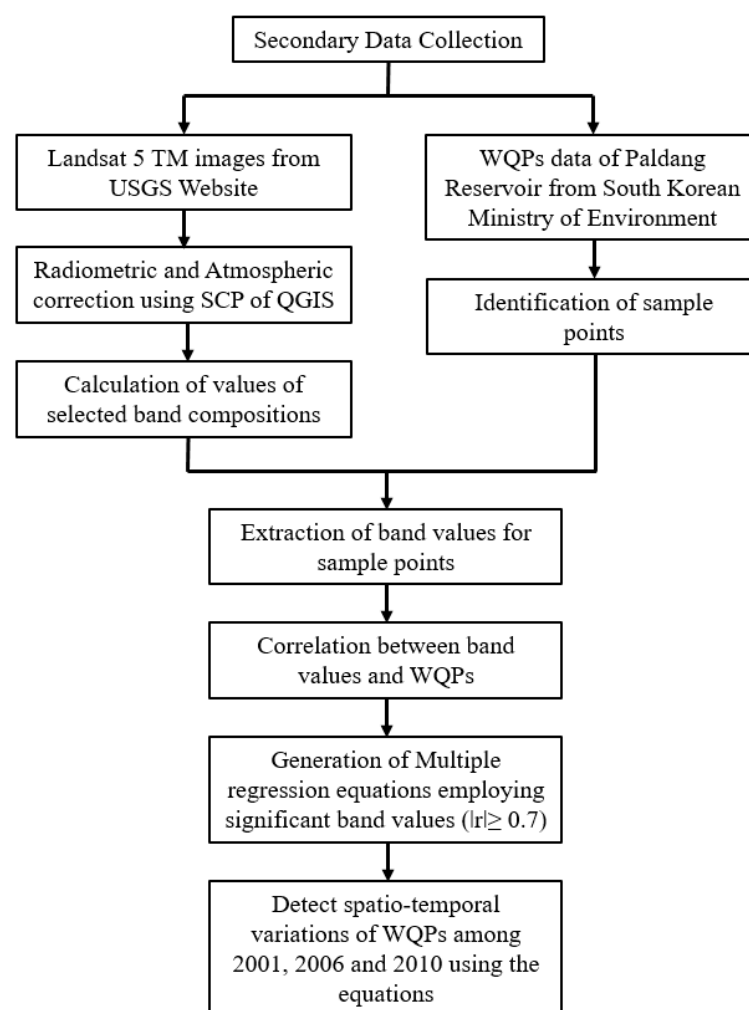 Secondary Data Collection
Landsat 5 TM images from
USGS Website
WQPs data of Paldang
Reservoir from South Korean
Ministry of Environment
Radiometric and Atmospheric
correction using SCP of QGIS
Identification of sample
points
Calculation of values of
selected band compositions
Extraction of band values for
sample points
Correlation between band
values and WQPs
Generation of Multiple
regression equations employing
significant band values (|r|≥ 0.7)
Detect spatio-temporal
variations of WQPs among
2001, 2006 and 2010 using the
equations